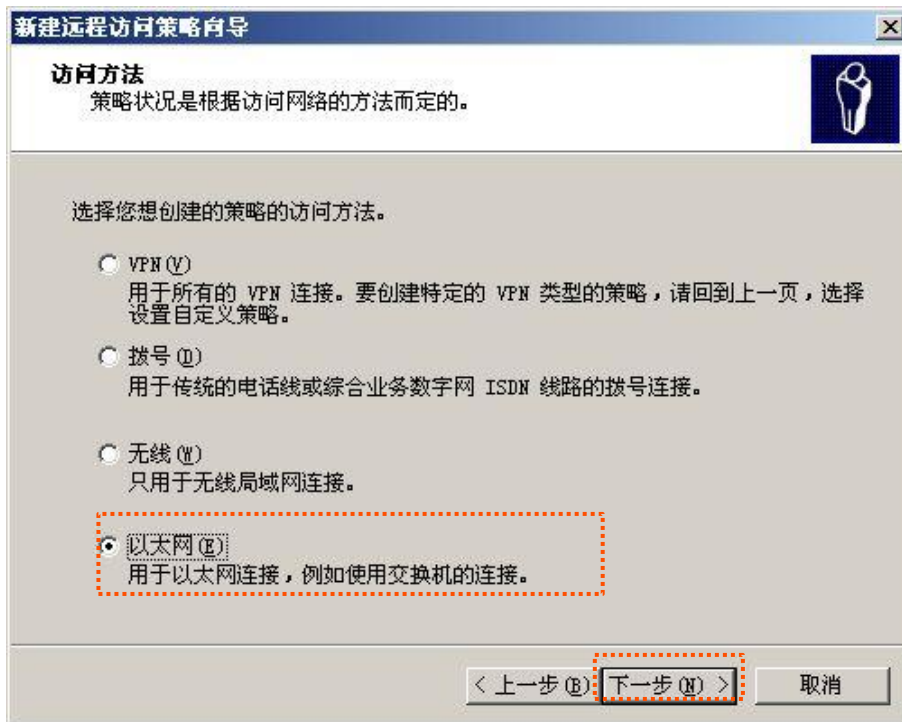 新建远程访问策略向导
访问方法
策略状况是根据访问网络的方法而定的。
选择您想创建的策略的访问方法。
VPN(V)
用于所有的 VPN 连接。要创建特定的 VPN 类型的策略，请回到上一页，选择
设置自定义策略。
拨号(D)
用于传统的电话线或综合业务数字网 ISDN 线路的拨号连接。
无线(W)
只用于无线局域网连接。
以太网(E)
用于以太网连接，例如使用交换机的连接。
< 上一步(B) 下一步(N) > 取消